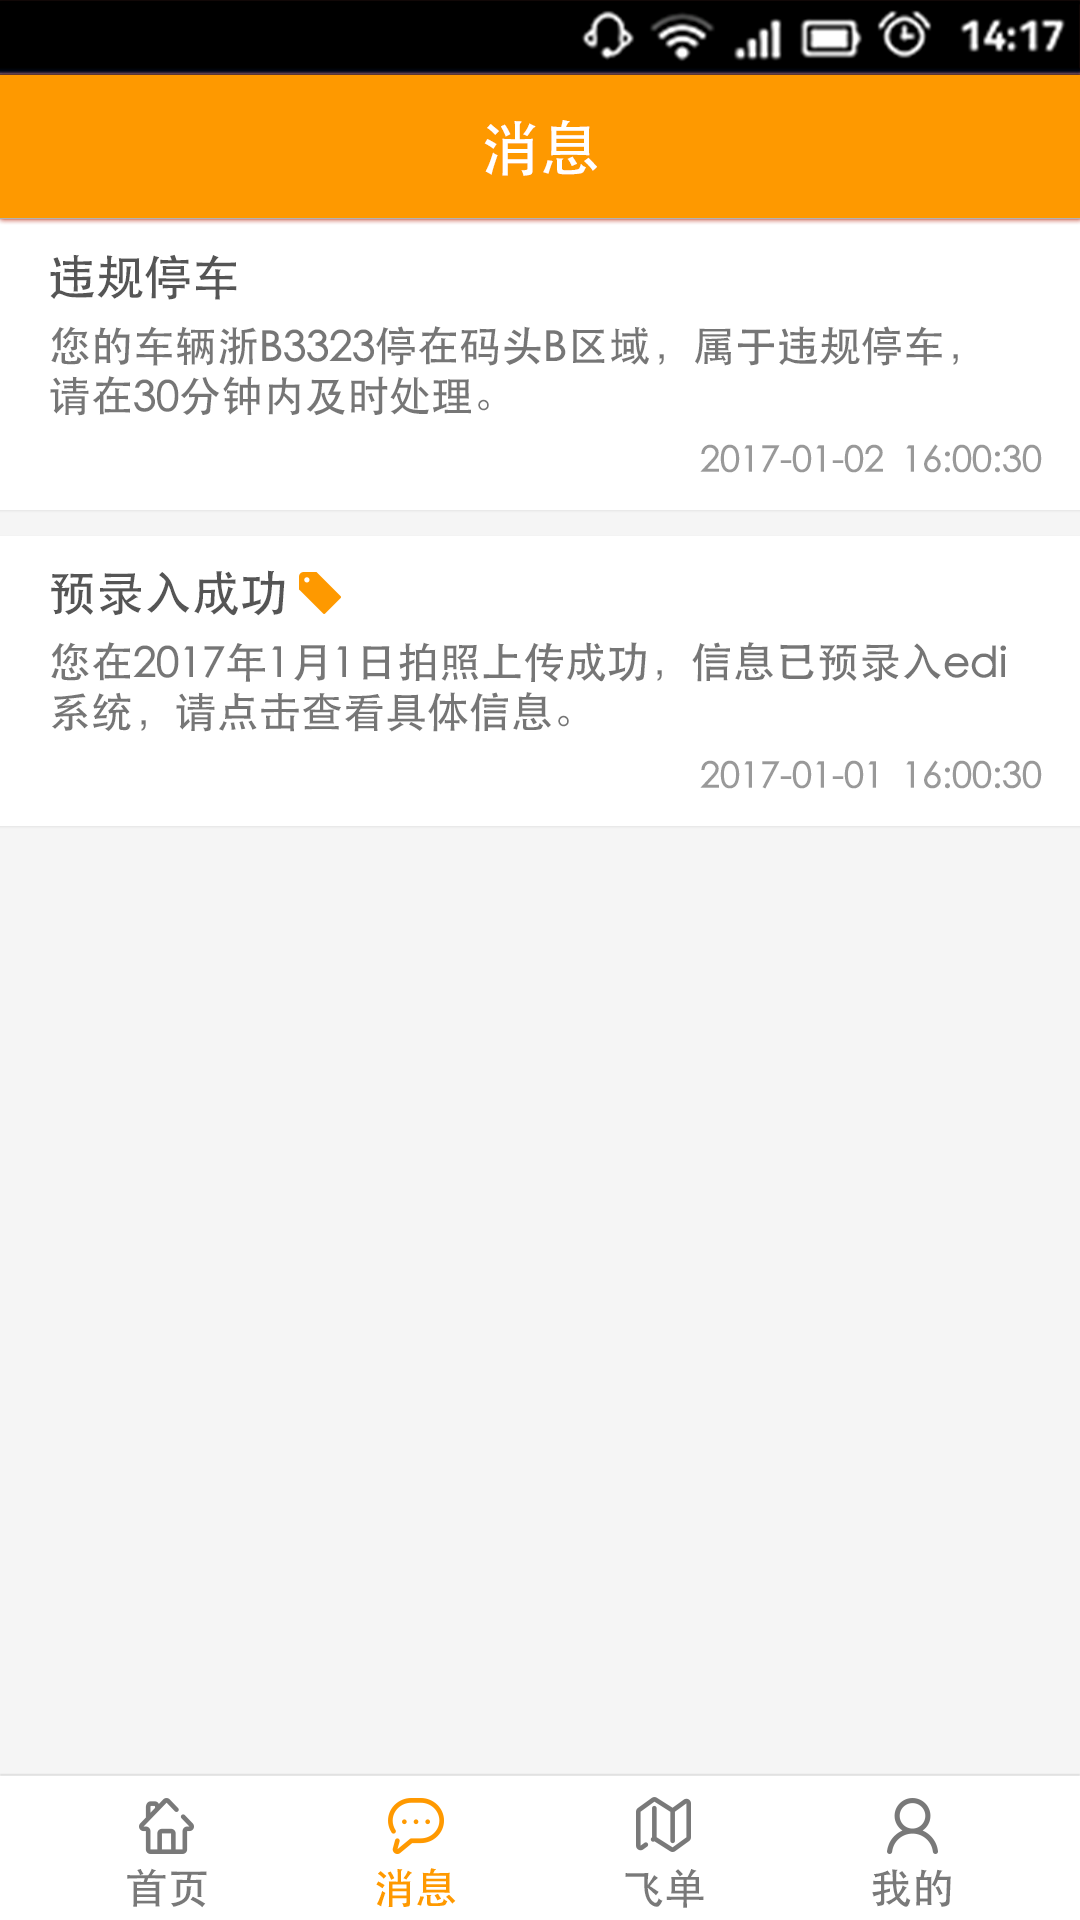 14:17
消息
违规停车
您的车辆浙B3323停在码头B区域，属于违规停车，
请在30分钟内及时处理。
2017-01-02 16:00:30
预录入成功
您在2017年1月1日拍照上传成功，信息已预录入edi
系统，请点击查看具体信息。
2017-01-01 16:00:30
首页 消息 飞单 我的